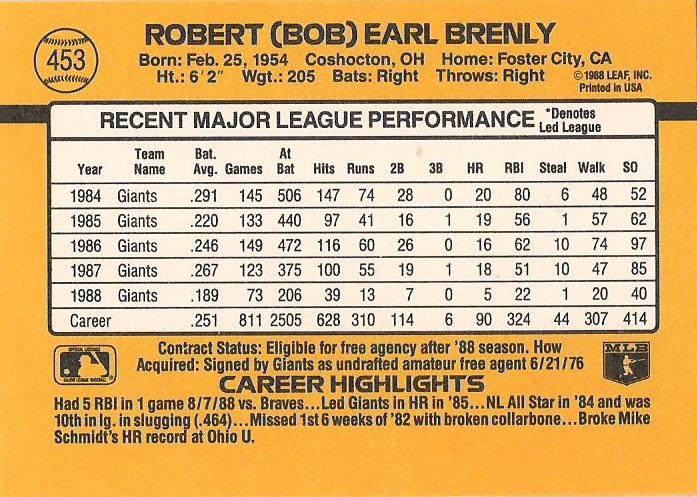 453
ROBERT (BOB) EARL BRENLY
Born: Feb. 25, 1954 Coshocton, OH Home: Foster City, CA
Ht.: 6'2" Wgt.: 205 Bats: Right Throws: Right
© 1988 LEAF, INC.
Printed in USA
RECENT MAJOR LEAGUE PERFORMANCE *Denotes Led League
Year Team Name Bat. Avg. Games At Bat Hits Runs 2B 3B HR RBI Steal Walk SO
1984 Giants .291 145 506 147 74 28 0 20 80 6 48 52
1985 Giants .220 133 440 97 41 16 1 19 56 1 57 62
1986 Giants .246 149 472 116 60 26 0 16 62 10 74 97
1987 Giants .267 123 375 100 55 19 1 18 51 10 47 85
1988 Giants .189 73 206 39 13 7 0 5 22 1 20 40
Career .251 811 2505 628 310 114 6 90 324 44 307 414
Contract Status: Eligible for free agency after '88 season. How
Acquired: Signed by Giants as undrafted amateur free agent 6/21/76
MLB
CAREER HIGHLIGHTS
Had 5 RBI in 1 game 8/7/88 vs. Braves...Led Giants in HR in '85...NL All Star in '84 and was
10th in lg. in slugging (.464)...Missed 1st 6 weeks of '82 with broken collarbone...Broke Mike
Schmidt's HR record at Ohio U.